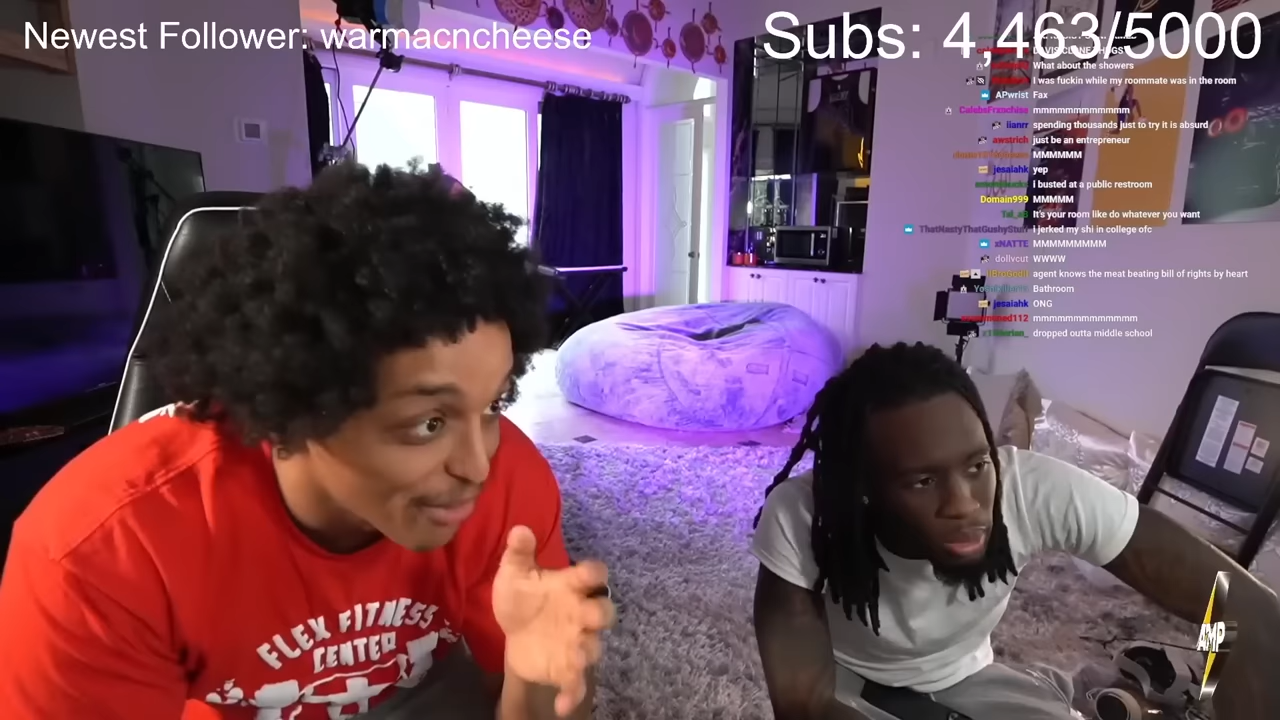 Newest Follower: warmacncheese
Subs: 4,463/5000
What about the showers
I was fuckin while my roommate was in the room
APwrist Fax
CalebsFranchise mmmmmmmmmmmm
iianrr spending thousands just to try it is absurd
awstrich just be an entrepreneur
MMMMMM
jesaiahk yep
i busted at a public restroom
Domain999 MMMMM
It's your room like do whatever you want
ThatNastyThatGushyStuff i jerked my shi in college ofc
xNATTE MMMMMMMMM
dollvcut WWWW
agent knows the meat beating bill of rights by heart
Bathroom
jesaiahk ONG
mmmmmmmmmmmmm
dropped outta middle school
FLEX FITNESS
CENTER
AMP